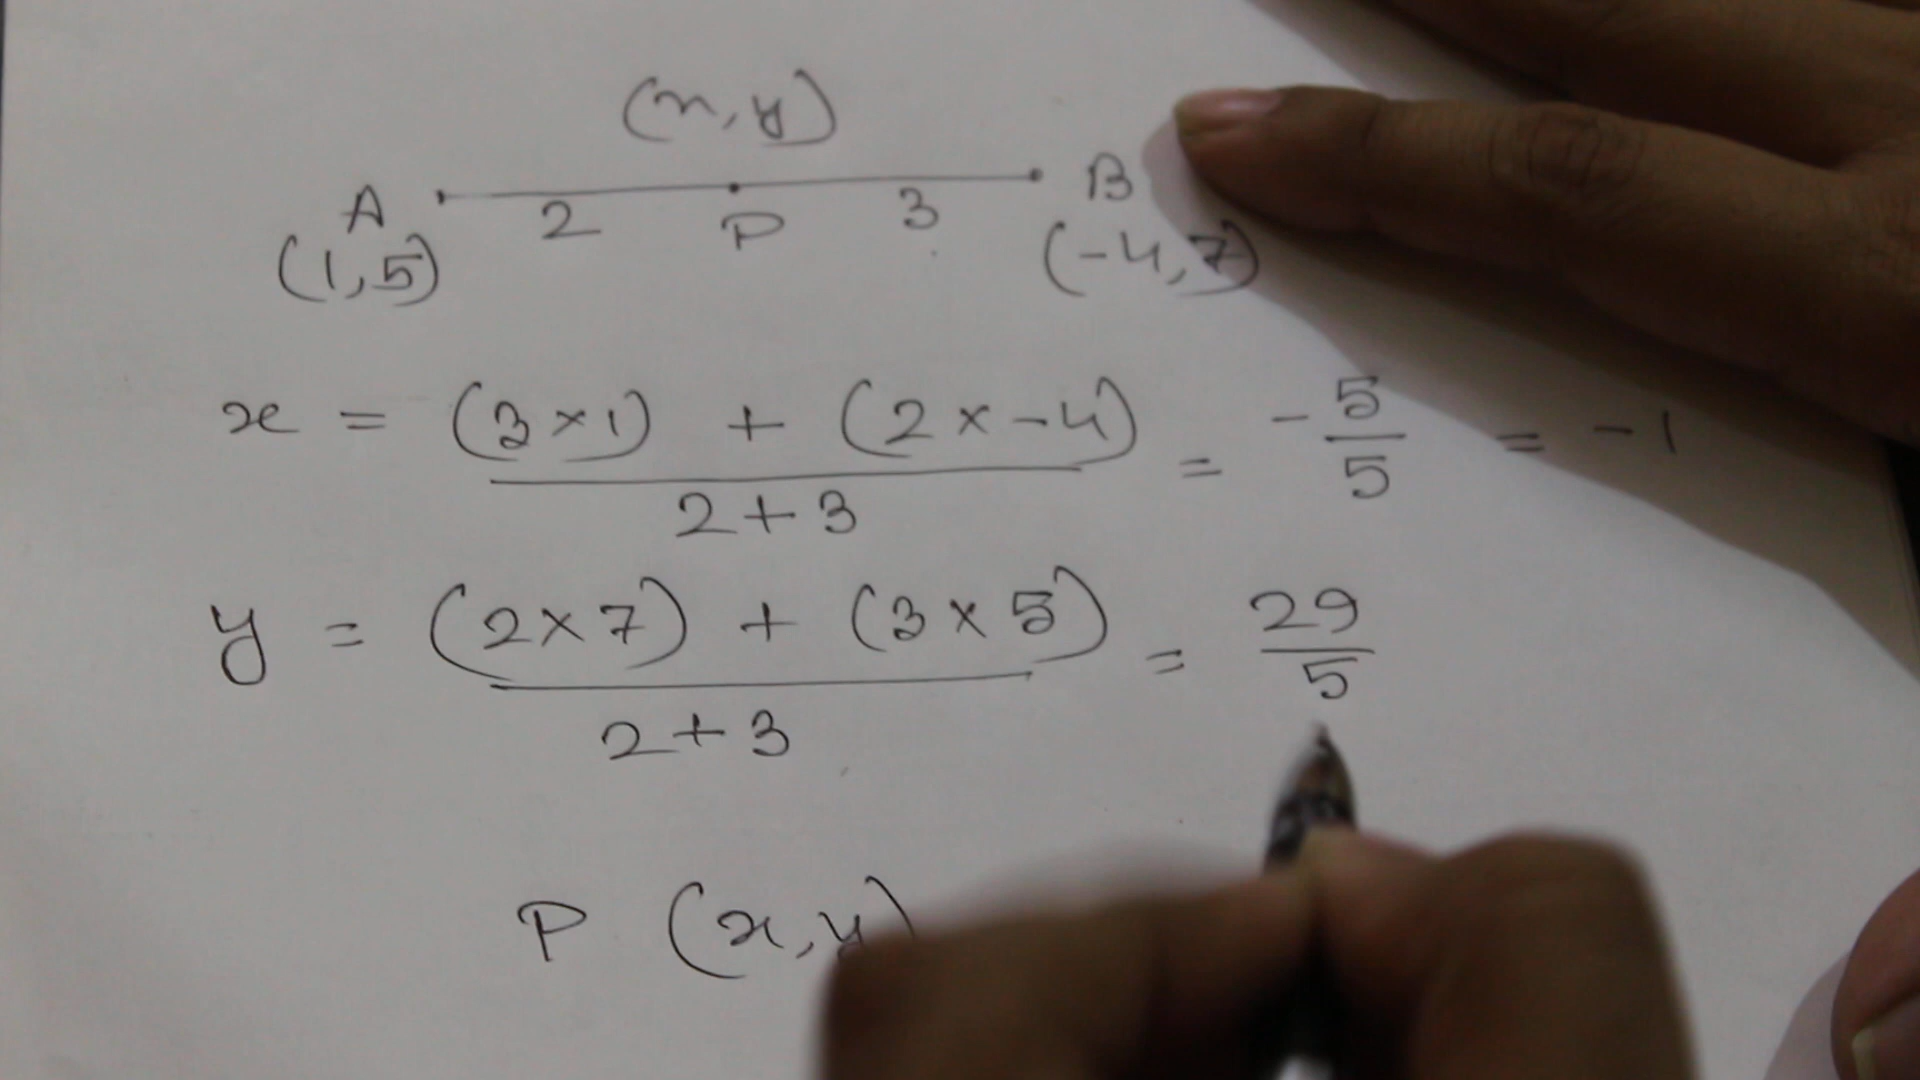 (x,y)
A 2 P 3 B
(1,5) (-4,7)
x = (3×1) + (2×-4) / 2+3 = -5/5 = -1
y = (2×7) + (3×5) / 2+3 = 29/5
P (x,y)